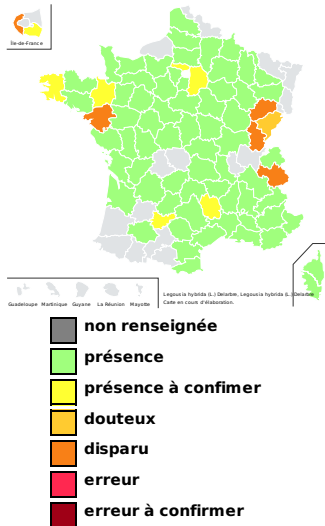 Île-de-France
Guadeloupe Martinique Guyane La Réunion Mayotte
Legousia hybrida (L.) Delarbre, Legousia hybrida (L.) Delarbre
Carte en cours d'élaboration.
non renseignée
présence
présence à confimer
douteux
disparu
erreur
erreur à confirmer